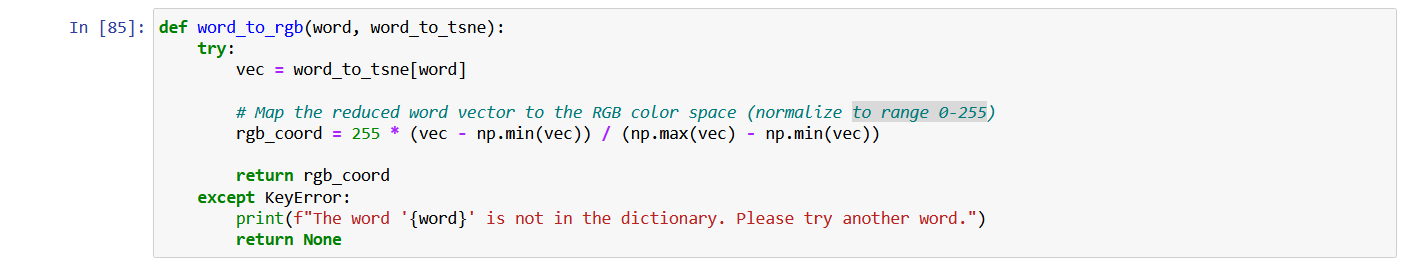 In [85]: def word_to_rgb(word, word_to_tsne):
    try:
        vec = word_to_tsne[word]
        # Map the reduced word vector to the RGB color space (normalize to range 0-255)
        rgb_coord = 255 * (vec - np.min(vec)) / (np.max(vec) - np.min(vec))
        return rgb_coord
    except KeyError:
        print(f"The word '{word}' is not in the dictionary. Please try another word.")
        return None